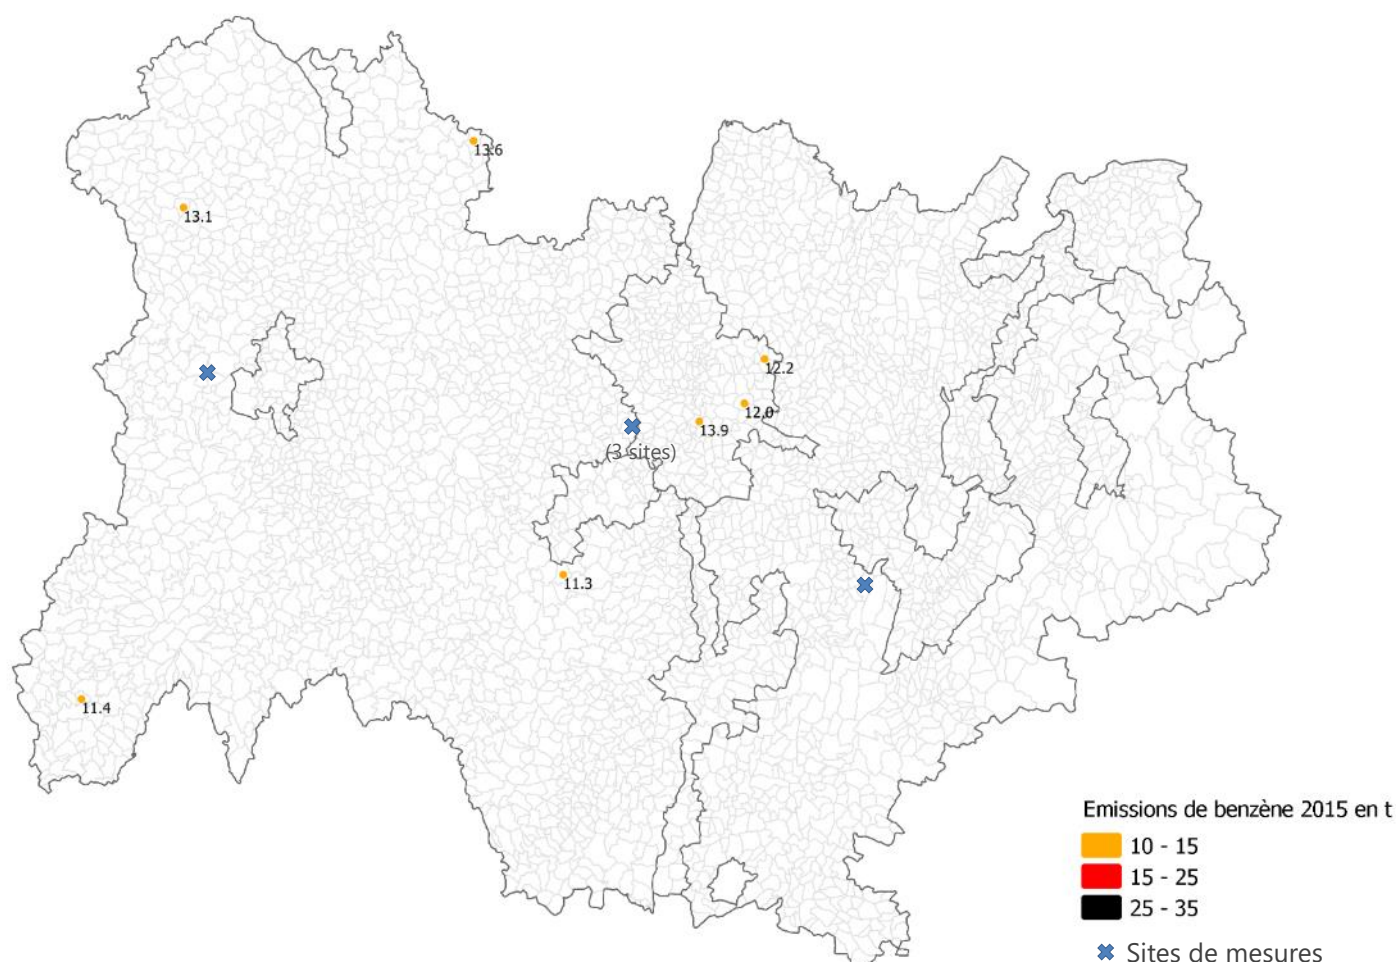 13.6
13.1
12.2
12.0
13.9
(3 sites)
11.3
11.4
Emissions de benzène 2015 en t
10 - 15
15 - 25
25 - 35
Sites de mesures